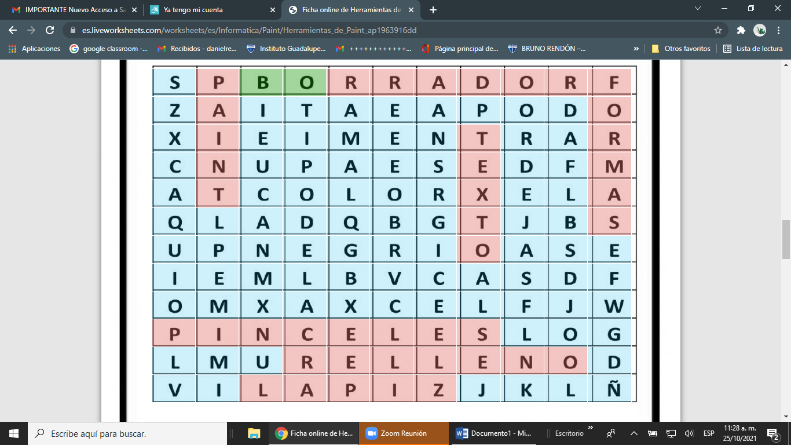 IMPORTANTE Nuevo Acceso a Sa
Ya tengo mi cuenta
Ficha online de Herramientas de
es.liveworksheets.com/worksheets/es/Informatica/Paint/Herramientas_de_Paint_ap1963916dd
Aplicaciones
google classroom -...
Recibidos - danielre...
Instituto Guadalupe...
++++++++++++...
Página principal de...
BRUNO RENDÓN -...
»
Otros favoritos
Lista de lectura
S P B O R R A D O R F
Z A I T A E A P O D O
X I E I M E N T R A R
C N U P A E S E D F M
A T C O L O R X E L A
Q L A D Q B G T J B S
U P N E G R I O A S E
I E M L B V C A S D F
O M X A X C E L F J W
P I N C E L E S L O G
L M U R E L L E N O D
V I L A P I Z J K L Ñ
Escribe aquí para buscar.
Ficha online de He...
Zoom Reunión
Documento1 - Mi...
Escritorio
»
ESP
11:28 a. m.
25/10/2021
2